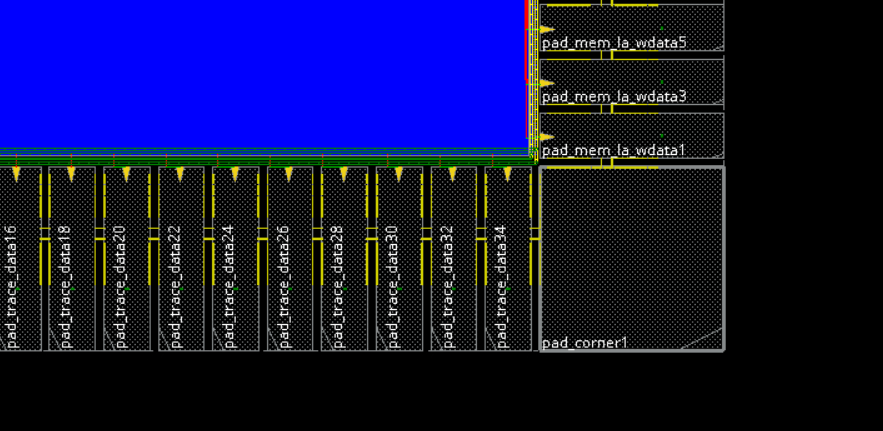 pad_mem_la_wdata5
pad_mem_la_wdata3
pad_mem_la_wdata1
pad_trace_data16
pad_trace_data18
pad_trace_data20
pad_trace_data22
pad_trace_data24
pad_trace_data26
pad_trace_data28
pad_trace_data30
pad_trace_data32
pad_trace_data34
pad_corner1